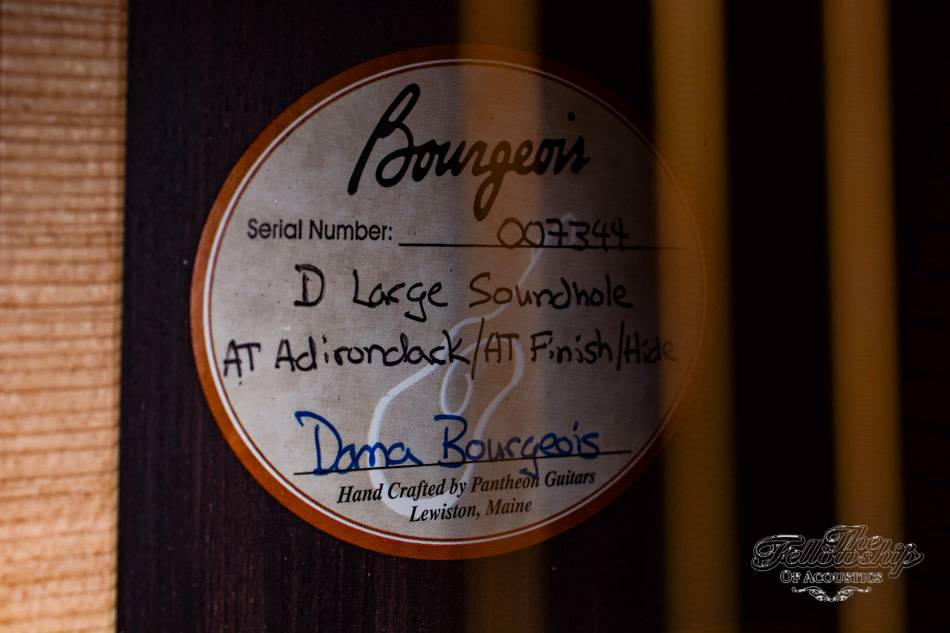 Bourgeois
Serial Number: 007344
D Large Soundhole
AT Adirondack/AT Finish/Hide
Dana Bourgeois
Hand Crafted by Pantheon Guitars
Lewiston, Maine
The
Fellowship
Of Acoustics